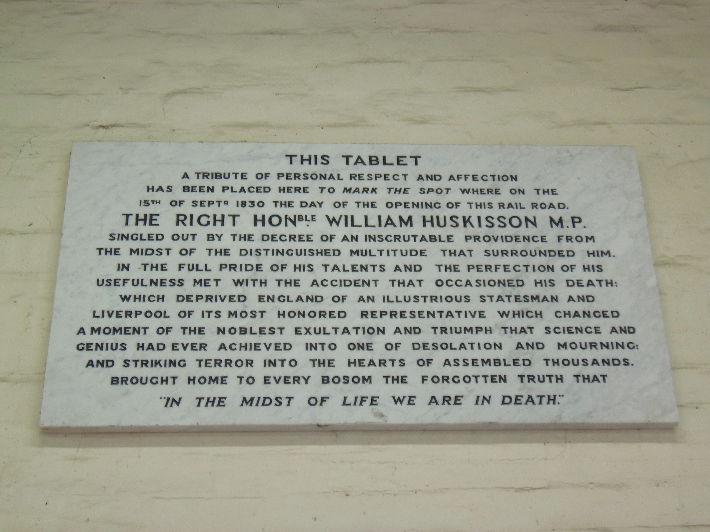 THIS TABLET
A TRIBUTE OF PERSONAL RESPECT AND AFFECTION
HAS BEEN PLACED HERE TO MARK THE SPOT WHERE ON THE
15TH OF SEPTR 1830 THE DAY OF THE OPENING OF THIS RAIL ROAD.
THE RIGHT HONBLE WILLIAM HUSKISSON M.P.
SINGLED OUT BY THE DECREE OF AN INSCRUTABLE PROVIDENCE FROM
THE MIDST OF THE DISTINGUISHED MULTITUDE THAT SURROUNDED HIM.
IN THE FULL PRIDE OF HIS TALENTS AND THE PERFECTION OF HIS
USEFULNESS MET WITH THE ACCIDENT THAT OCCASIONED HIS DEATH;
WHICH DEPRIVED ENGLAND OF AN ILLUSTRIOUS STATESMAN AND
LIVERPOOL OF ITS MOST HONORED REPRESENTATIVE WHICH CHANGED
A MOMENT OF THE NOBLEST EXULTATION AND TRIUMPH THAT SCIENCE AND
GENIUS HAD EVER ACHIEVED INTO ONE OF DESOLATION AND MOURNING;
AND STRIKING TERROR INTO THE HEARTS OF ASSEMBLED THOUSANDS.
BROUGHT HOME TO EVERY BOSOM THE FORGOTTEN TRUTH THAT
"IN THE MIDST OF LIFE WE ARE IN DEATH."